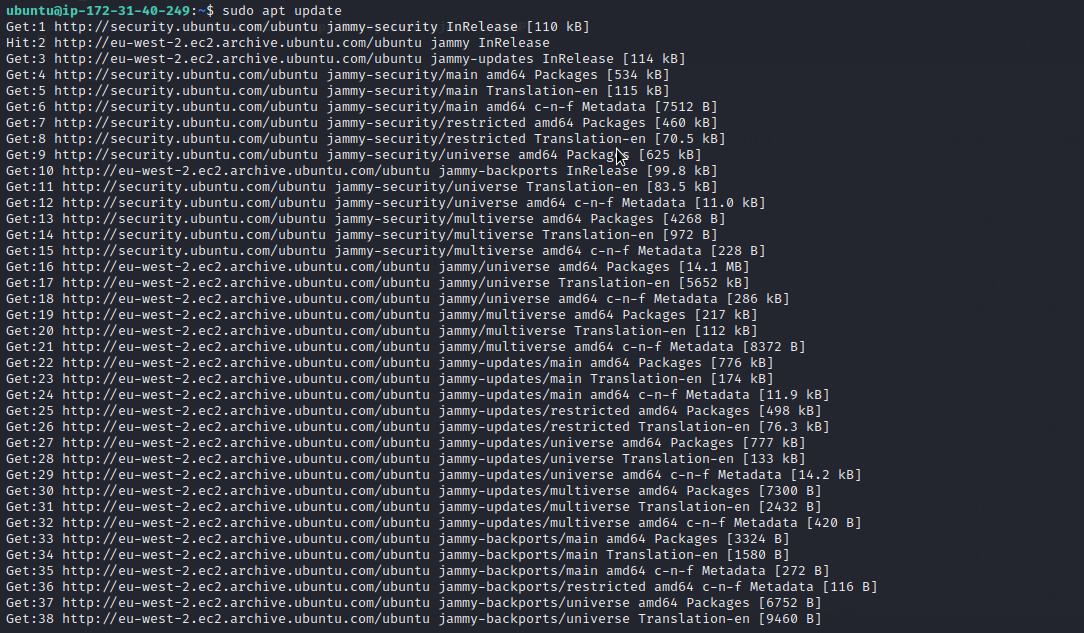 ubuntu@ip-172-31-40-249:~$ sudo apt update
Get:1 http://security.ubuntu.com/ubuntu jammy-security InRelease [110 kB]
Hit:2 http://eu-west-2.ec2.archive.ubuntu.com/ubuntu jammy InRelease
Get:3 http://eu-west-2.ec2.archive.ubuntu.com/ubuntu jammy-updates InRelease [114 kB]
Get:4 http://security.ubuntu.com/ubuntu jammy-security/main amd64 Packages [534 kB]
Get:5 http://security.ubuntu.com/ubuntu jammy-security/main Translation-en [115 kB]
Get:6 http://security.ubuntu.com/ubuntu jammy-security/main amd64 c-n-f Metadata [7512 B]
Get:7 http://security.ubuntu.com/ubuntu jammy-security/restricted amd64 Packages [460 kB]
Get:8 http://security.ubuntu.com/ubuntu jammy-security/restricted Translation-en [70.5 kB]
Get:9 http://security.ubuntu.com/ubuntu jammy-security/universe amd64 Packages [625 kB]
Get:10 http://eu-west-2.ec2.archive.ubuntu.com/ubuntu jammy-backports InRelease [99.8 kB]
Get:11 http://security.ubuntu.com/ubuntu jammy-security/universe Translation-en [83.5 kB]
Get:12 http://security.ubuntu.com/ubuntu jammy-security/universe amd64 c-n-f Metadata [11.0 kB]
Get:13 http://security.ubuntu.com/ubuntu jammy-security/multiverse amd64 Packages [4268 B]
Get:14 http://security.ubuntu.com/ubuntu jammy-security/multiverse Translation-en [972 B]
Get:15 http://security.ubuntu.com/ubuntu jammy-security/multiverse amd64 c-n-f Metadata [228 B]
Get:16 http://eu-west-2.ec2.archive.ubuntu.com/ubuntu jammy/universe amd64 Packages [14.1 MB]
Get:17 http://eu-west-2.ec2.archive.ubuntu.com/ubuntu jammy/universe Translation-en [5652 kB]
Get:18 http://eu-west-2.ec2.archive.ubuntu.com/ubuntu jammy/universe amd64 c-n-f Metadata [286 kB]
Get:19 http://eu-west-2.ec2.archive.ubuntu.com/ubuntu jammy/multiverse amd64 Packages [217 kB]
Get:20 http://eu-west-2.ec2.archive.ubuntu.com/ubuntu jammy/multiverse Translation-en [112 kB]
Get:21 http://eu-west-2.ec2.archive.ubuntu.com/ubuntu jammy/multiverse amd64 c-n-f Metadata [8372 B]
Get:22 http://eu-west-2.ec2.archive.ubuntu.com/ubuntu jammy-updates/main amd64 Packages [776 kB]
Get:23 http://eu-west-2.ec2.archive.ubuntu.com/ubuntu jammy-updates/main Translation-en [174 kB]
Get:24 http://eu-west-2.ec2.archive.ubuntu.com/ubuntu jammy-updates/main amd64 c-n-f Metadata [11.9 kB]
Get:25 http://eu-west-2.ec2.archive.ubuntu.com/ubuntu jammy-updates/restricted amd64 Packages [498 kB]
Get:26 http://eu-west-2.ec2.archive.ubuntu.com/ubuntu jammy-updates/restricted Translation-en [76.3 kB]
Get:27 http://eu-west-2.ec2.archive.ubuntu.com/ubuntu jammy-updates/universe amd64 Packages [777 kB]
Get:28 http://eu-west-2.ec2.archive.ubuntu.com/ubuntu jammy-updates/universe Translation-en [133 kB]
Get:29 http://eu-west-2.ec2.archive.ubuntu.com/ubuntu jammy-updates/universe amd64 c-n-f Metadata [14.2 kB]
Get:30 http://eu-west-2.ec2.archive.ubuntu.com/ubuntu jammy-updates/multiverse amd64 Packages [7300 B]
Get:31 http://eu-west-2.ec2.archive.ubuntu.com/ubuntu jammy-updates/multiverse Translation-en [2432 B]
Get:32 http://eu-west-2.ec2.archive.ubuntu.com/ubuntu jammy-updates/multiverse amd64 c-n-f Metadata [420 B]
Get:33 http://eu-west-2.ec2.archive.ubuntu.com/ubuntu jammy-backports/main amd64 Packages [3324 B]
Get:34 http://eu-west-2.ec2.archive.ubuntu.com/ubuntu jammy-backports/main Translation-en [1580 B]
Get:35 http://eu-west-2.ec2.archive.ubuntu.com/ubuntu jammy-backports/main amd64 c-n-f Metadata [272 B]
Get:36 http://eu-west-2.ec2.archive.ubuntu.com/ubuntu jammy-backports/restricted amd64 c-n-f Metadata [116 B]
Get:37 http://eu-west-2.ec2.archive.ubuntu.com/ubuntu jammy-backports/universe amd64 Packages [6752 B]
Get:38 http://eu-west-2.ec2.archive.ubuntu.com/ubuntu jammy-backports/universe Translation-en [9460 B]